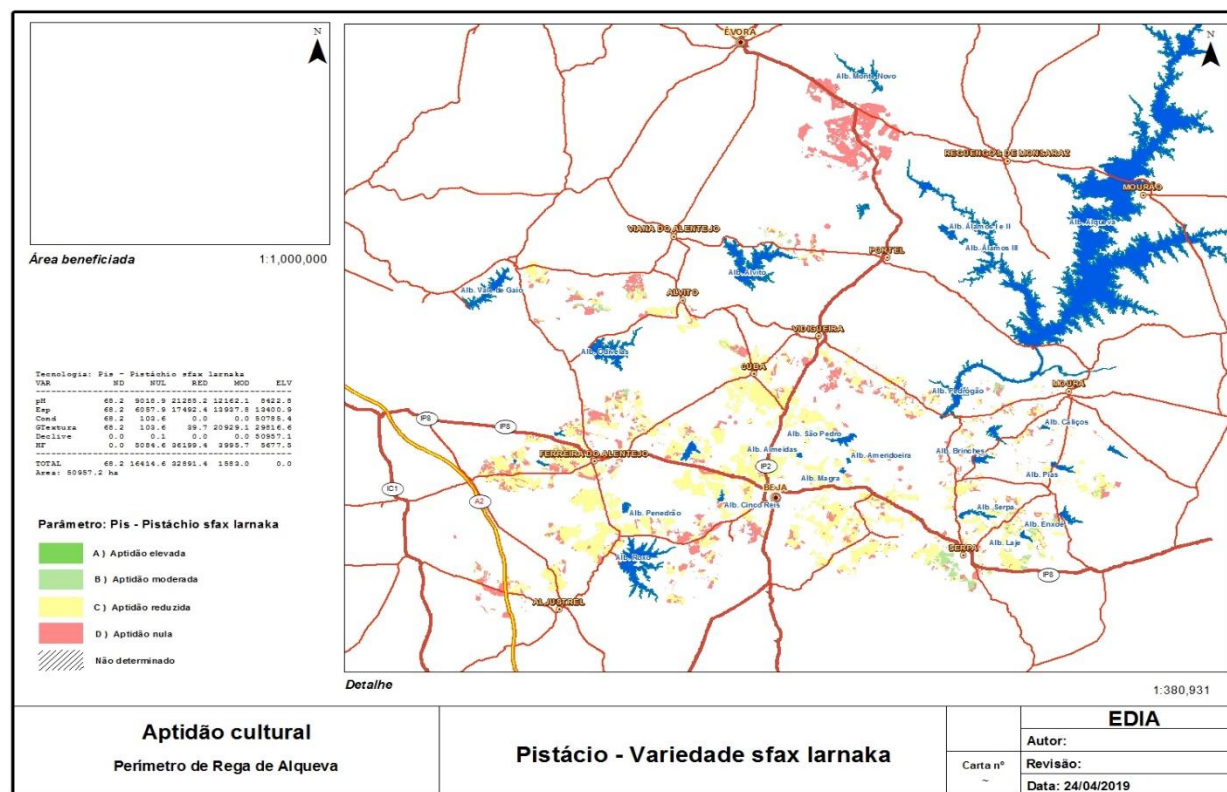 N
Área beneficiada 1:1,000,000
Tecnologia: Pis - Pistáchio sfax larnaka
VAR ND NUL RED MOD ELV
pH 68.2 9018.9 21285.2 12162.1 8422.8
Esp 68.2 6057.9 17492.4 13937.8 13400.9
Cond 68.2 103.6 0.0 0.0 50785.4
GTextura 68.2 103.6 39.7 20929.1 29816.6
Declive 0.0 0.1 0.0 0.0 50957.1
HF 0.0 5084.6 36199.4 3995.7 5677.5
TOTAL 68.2 16414.6 32891.4 1583.0 0.0
Area: 50957.2 ha
Parâmetro: Pis - Pistáchio sfax larnaka
A ) Aptidão elevada
B ) Aptidão moderada
C ) Aptidão reduzida
D ) Aptidão nula
Não determinado
N
ÉVORA
Alb. Monte Novo
REGUENGOS DE MONSARAZ
MOURÃO
Alb. Alqueva
VIANA DO ALENTEJO
Alb. Álamos I e II
Alb. Álamos III
PORTEL
Alb. Alvito
Alb. Vale de Gaio
ALVITO
VIDIGUEIRA
Alb. Odivelas
CUBA
MOURA
Alb. Pedrogão
IP8
IP8
Alb. São Pedro
Alb. Caliços
FERREIRA DO ALENTEJO
Alb. Almeidas
Alb. Amendoeira
Alb. Brinches
IP2
Alb. Magra
Alb. Pias
IC1
A2
BEJA
Alb. Cinco Reis
Alb. Penedrão
Alb. Serpa
Alb. Enxoé
Alb. Laje
SERPA
Alb. Roxo
IP8
ALJUSTREL
Detalhe 1:380,931
Aptidão cultural
Perímetro de Rega de Alqueva
Pistácio - Variedade sfax larnaka
Carta nº
~
EDIA
Autor:
Revisão:
Data: 24/04/2019